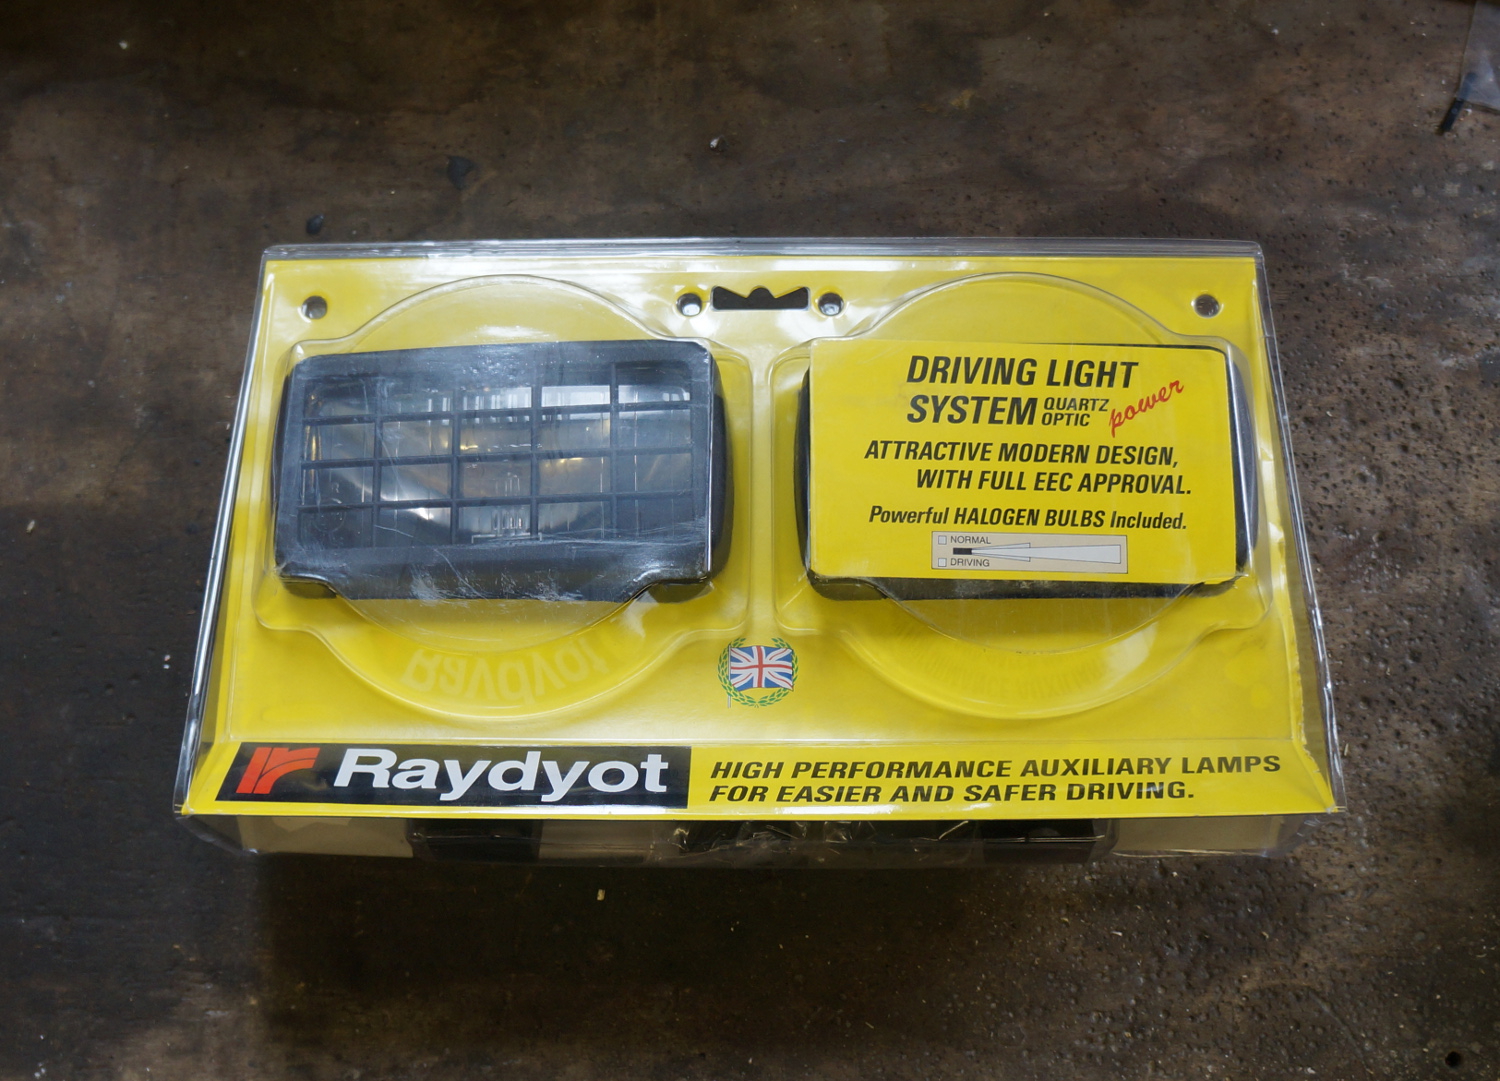 DRIVING LIGHT
SYSTEM QUARTZ OPTIC power
ATTRACTIVE MODERN DESIGN,
WITH FULL EEC APPROVAL.
Powerful HALOGEN BULBS Included.
NORMAL
DRIVING
Raydyot
Raydyot
HIGH PERFORMANCE AUXILIARY LAMPS
FOR EASIER AND SAFER DRIVING.